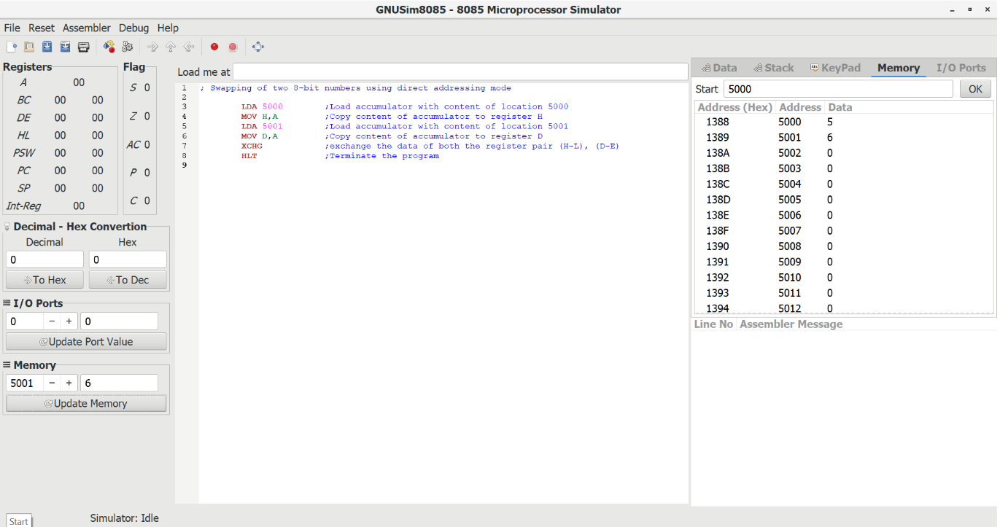 GNUSim8085 - 8085 Microprocessor Simulator
File Reset Assembler Debug Help
Registers
A 00
BC 00 00
DE 00 00
HL 00 00
PSW 00 00
PC 00 00
SP 00 00
Int-Reg 00
Flag
S 0
Z 0
AC 0
P 0
C 0
Decimal - Hex Convertion
Decimal Hex
0 0
To Hex To Dec
I/O Ports
0 - + 0
Update Port Value
Memory
5001 - + 6
Update Memory
Load me at
1 ; Swapping of two 8-bit numbers using direct addressing mode
2
3 LDA 5000 ;Load accumulator with content of location 5000
4 MOV H,A ;Copy content of accumulator to register H
5 LDA 5001 ;Load accumulator with content of location 5001
6 MOV D,A ;Copy content of accumulator to register D
7 XCHG ;exchange the data of both the register pair (H-L), (D-E)
8 HLT ;Terminate the program
9
Data Stack KeyPad Memory I/O Ports
Start 5000 OK
Address (Hex) Address Data
1388 5000 5
1389 5001 6
138A 5002 0
138B 5003 0
138C 5004 0
138D 5005 0
138E 5006 0
138F 5007 0
1390 5008 0
1391 5009 0
1392 5010 0
1393 5011 0
1394 5012 0
Line No Assembler Message
Start
Simulator: Idle